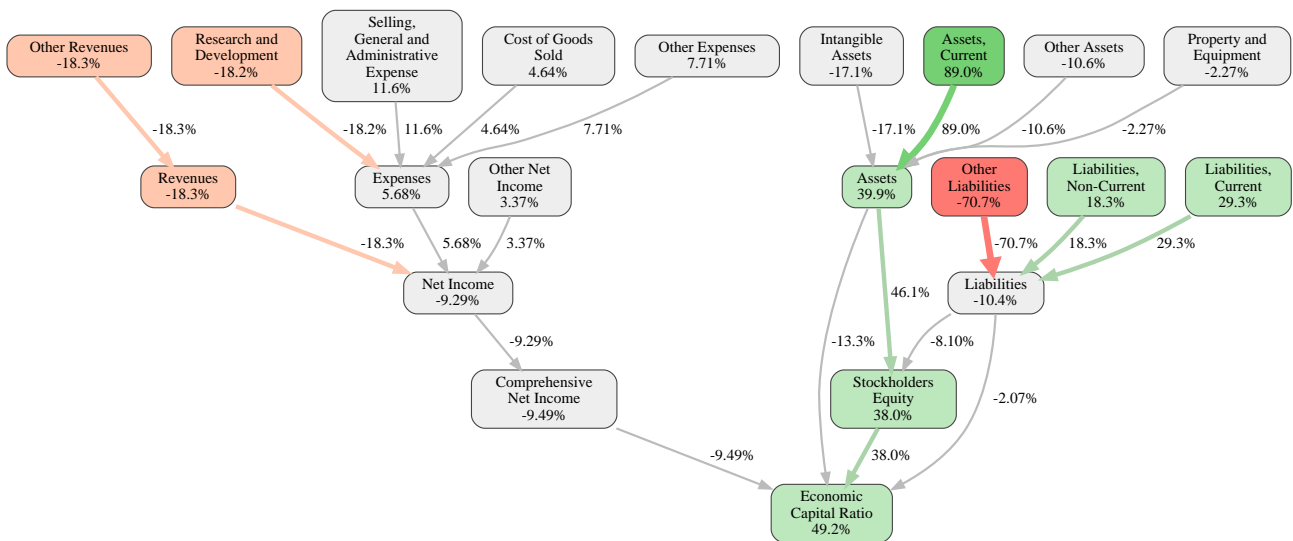 Other Revenues
-18.3%
Research and
Development
-18.2%
Selling,
General and
Administrative
Expense
11.6%
Cost of Goods
Sold
4.64%
Other Expenses
7.71%
Intangible
Assets
-17.1%
Assets,
Current
89.0%
Other Assets
-10.6%
Property and
Equipment
-2.27%
-18.3%
-18.2%
11.6%
4.64%
7.71%
-17.1%
89.0%
-10.6%
-2.27%
Revenues
-18.3%
Expenses
5.68%
Other Net
Income
3.37%
Assets
39.9%
Other
Liabilities
-70.7%
Liabilities,
Non-Current
18.3%
Liabilities,
Current
29.3%
-18.3%
5.68%
3.37%
-70.7%
18.3%
29.3%
Net Income
-9.29%
46.1%
Liabilities
-10.4%
-9.29%
-13.3%
-8.10%
Comprehensive
Net Income
-9.49%
Stockholders
Equity
38.0%
-2.07%
-9.49%
38.0%
Economic
Capital Ratio
49.2%